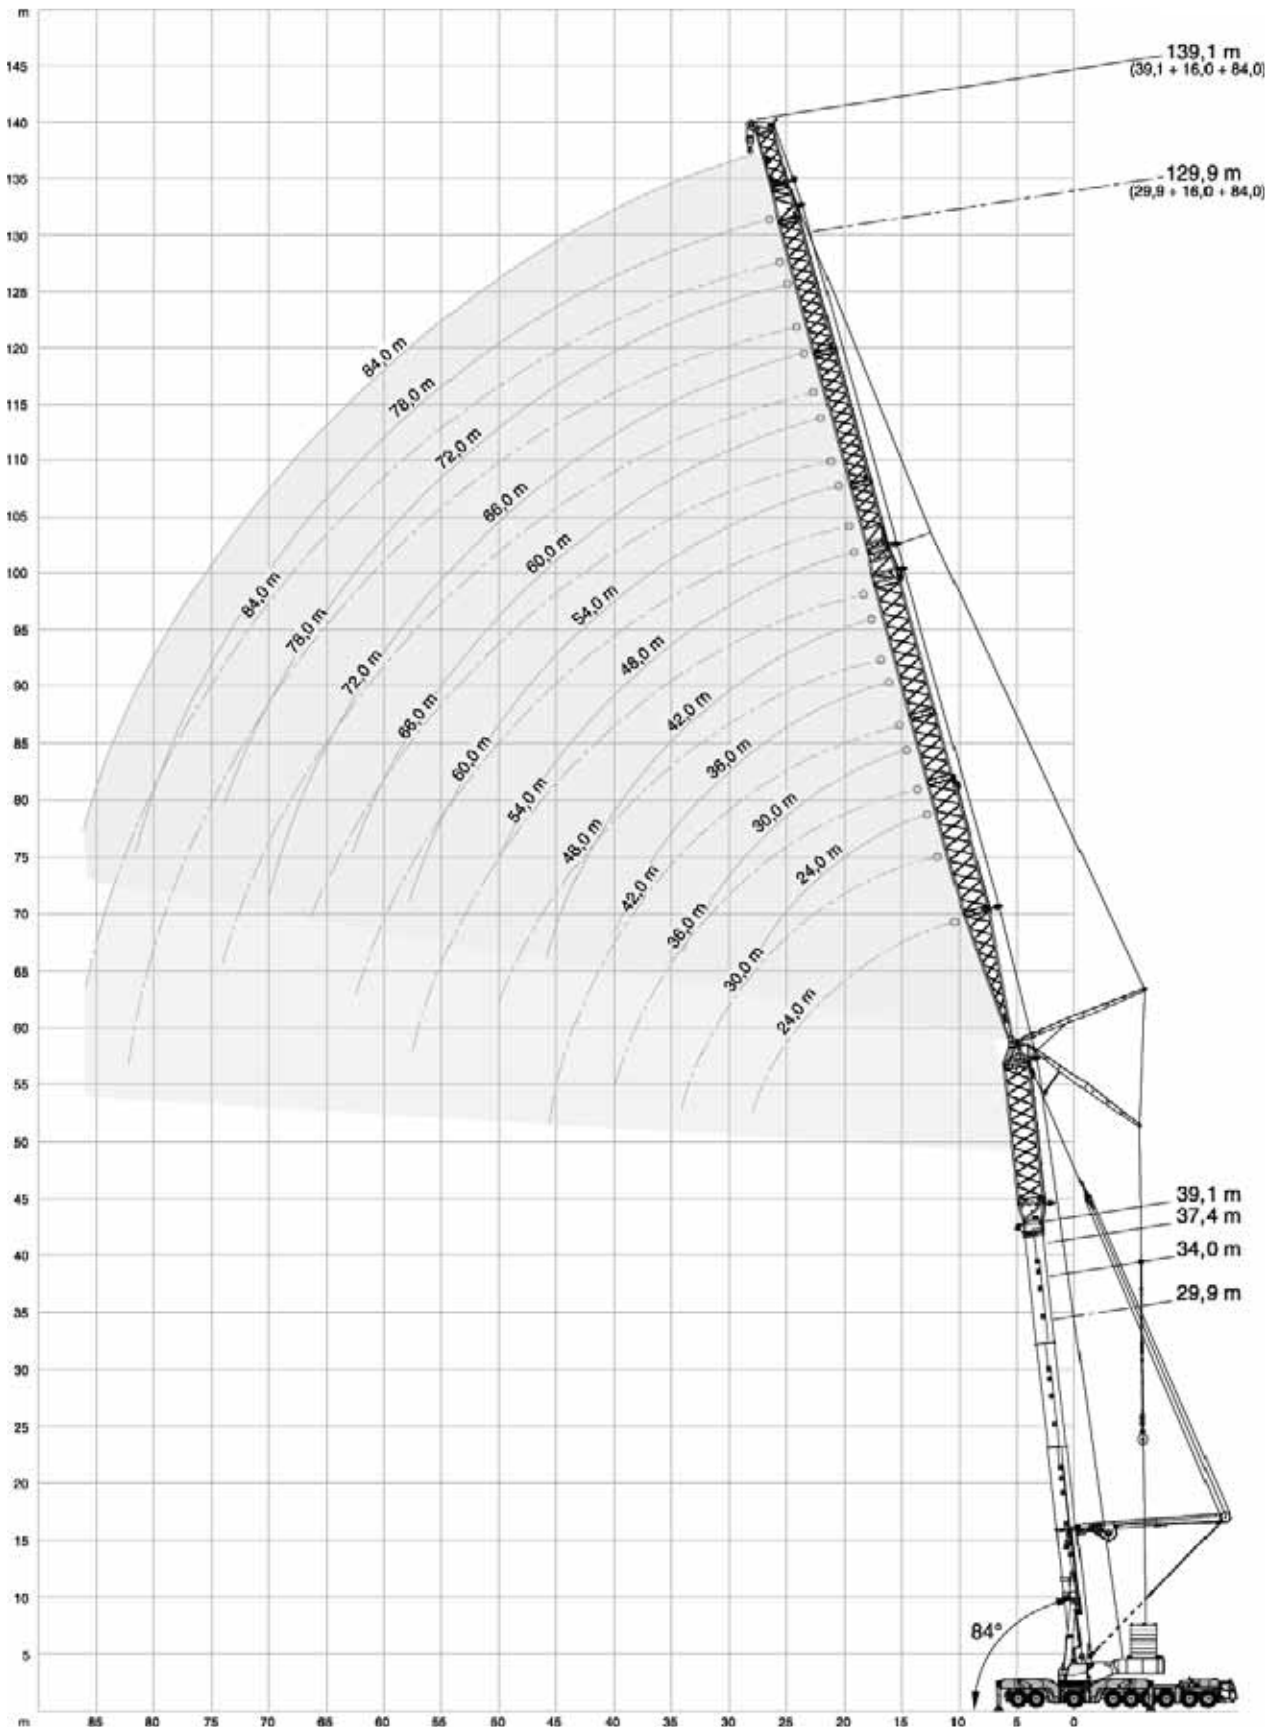 m
145
139,1 m
(39,1 + 16,0 + 84,0)
140
135
129,9 m
(29,9 + 16,0 + 84,0)
130
125
120
84,0 m
78,0 m
115
72,0 m
110
66,0 m
105
60,0 m
100
84,0 m
54,0 m
95
78,0 m
48,0 m
90
72,0 m
42,0 m
66,0 m
85
60,0 m
36,0 m
80
54,0 m
30,0 m
75
48,0 m
24,0 m
42,0 m
70
36,0 m
65
30,0 m
60
24,0 m
55
50
45
39,1 m
37,4 m
40
34,0 m
35
29,9 m
30
25
20
15
10
84°
5
m 85 80 75 70 65 60 55 50 45 40 35 30 25 20 15 10 5 0